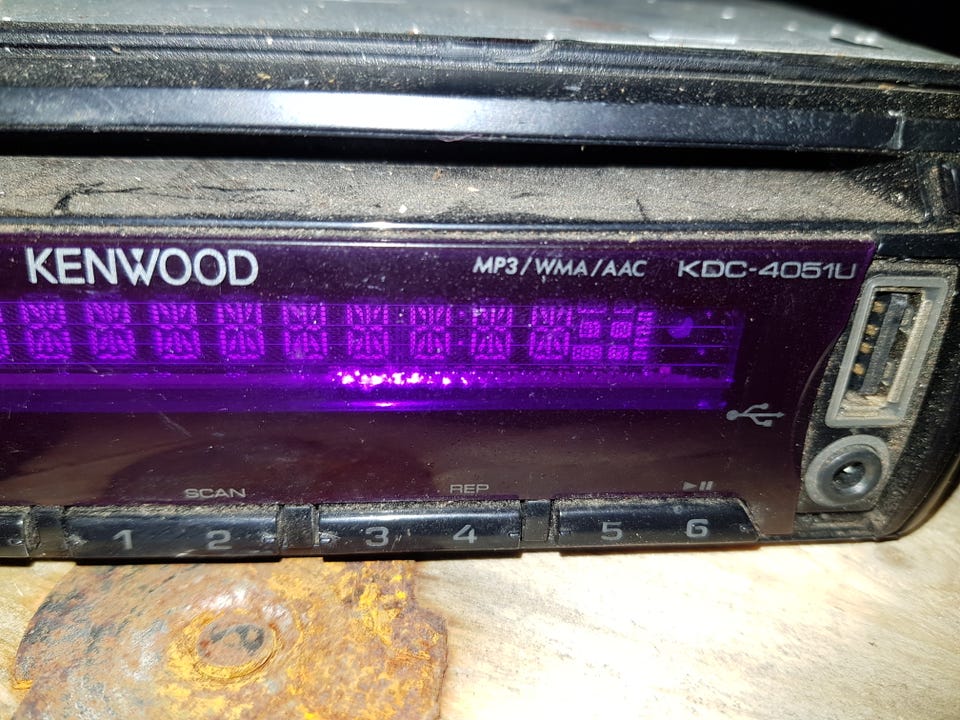 KENWOOD MP3/WMA/AAC KDC-4051U
SCAN REP
1 2 3 4 5 6